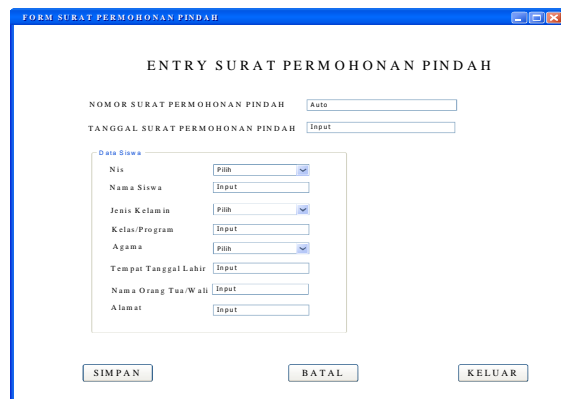 FORM SURAT PERMOHONAN PINDAH
ENTRY SURAT PERMOHONAN PINDAH
NOMOR SURAT PERMOHONAN PINDAH Auto
TANGGAL SURAT PERMOHONAN PINDAH Input
Data Siswa
Nis Pilih
Nama Siswa Input
Jenis Kelamin Pilih
Kelas/Program Input
Agama Pilih
Tempat Tanggal Lahir Input
Nama Orang Tua/Wali Input
Alamat Input
SIMPAN BATAL KELUAR